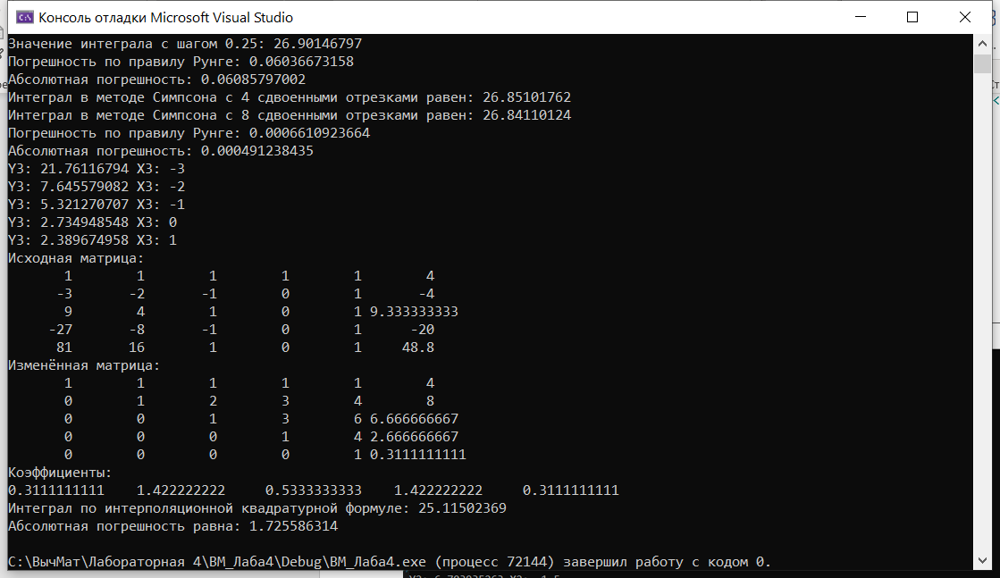 Консоль отладки Microsoft Visual Studio
Значение интеграла с шагом 0.25: 26.90146797
Погрешность по правилу Рунге: 0.06036673158
Абсолютная погрешность: 0.06085797002
Интеграл в методе Симпсона с 4 сдвоенными отрезками равен: 26.85101762
Интеграл в методе Симпсона с 8 сдвоенными отрезками равен: 26.84110124
Погрешность по правилу Рунге: 0.0006610923664
Абсолютная погрешность: 0.000491238435
Y3: 21.76116794 X3: -3
Y3: 7.645579082 X3: -2
Y3: 5.321270707 X3: -1
Y3: 2.734948548 X3: 0
Y3: 2.389674958 X3: 1
Исходная матрица:
1 1 1 1 1 4
-3 -2 -1 0 1 -4
9 4 1 0 1 9.333333333
-27 -8 -1 0 1 -20
81 16 1 0 1 48.8
Изменённая матрица:
1 1 1 1 1 4
0 1 2 3 4 8
0 0 1 3 6 6.666666667
0 0 0 1 4 2.666666667
0 0 0 0 1 0.3111111111
Коэффициенты:
0.3111111111 1.422222222 0.5333333333 1.422222222 0.3111111111
Интеграл по интерполяционной квадратурной формуле: 25.11502369
Абсолютная погрешность равна: 1.725586314
C:\ВычМат\Лабораторная 4\ВМ_Лаба4\Debug\ВМ_Лаба4.exe (процесс 72144) завершил работу с кодом 0.